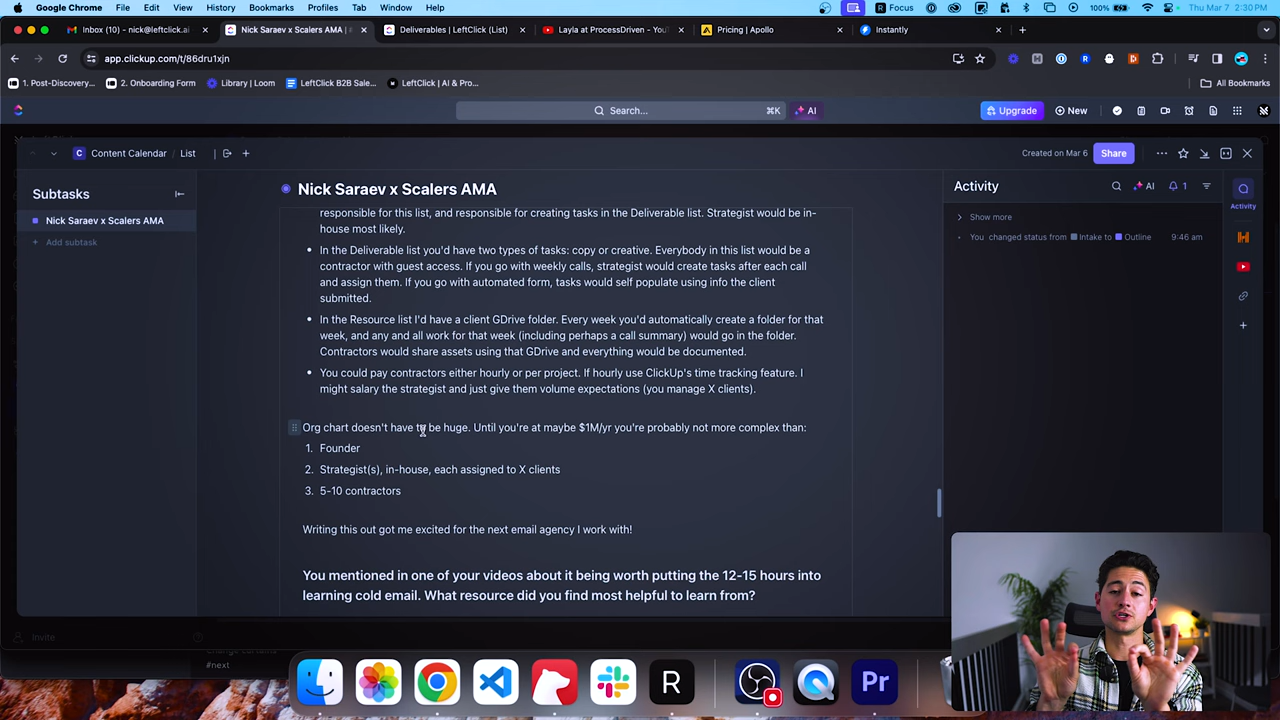 Google Chrome File Edit View History Bookmarks Profiles Tab Window Help
R Focus 100% Thu Mar 7 2:30 PM
Inbox (10) - nick@leftclick.ai
Nick Saraev x Scalers AMA |
Deliverables | LeftClick (List)
Layla at ProcessDriven - You
Pricing | Apollo
Instantly
app.clickup.com/t/86dru1xjn
1. Post-Discovery...
2. Onboarding Form
Library | Loom
LeftClick B2B Sale...
LeftClick | AI & Pro...
All Bookmarks
Search... ⌘K AI
Upgrade
New
Content Calendar / List
Created on Mar 6
Share
Subtasks
Nick Saraev x Scalers AMA
Add subtask
Nick Saraev x Scalers AMA
responsible for this list, and responsible for creating tasks in the Deliverable list. Strategist would be in-
house most likely.
• In the Deliverable list you'd have two types of tasks: copy or creative. Everybody in this list would be a
contractor with guest access. If you go with weekly calls, strategist would create tasks after each call
and assign them. If you go with automated form, tasks would self populate using info the client
submitted.
• In the Resource list I'd have a client GDrive folder. Every week you'd automatically create a folder for that
week, and any and all work for that week (including perhaps a call summary) would go in the folder.
Contractors would share assets using that GDrive and everything would be documented.
• You could pay contractors either hourly or per project. If hourly use ClickUp's time tracking feature. I
might salary the strategist and just give them volume expectations (you manage X clients).
Org chart doesn't have to be huge. Until you're at maybe $1M/yr you're probably not more complex than:
1. Founder
2. Strategist(s), in-house, each assigned to X clients
3. 5-10 contractors
Writing this out got me excited for the next email agency I work with!
You mentioned in one of your videos about it being worth putting the 12-15 hours into
learning cold email. What resource did you find most helpful to learn from?
Activity
AI
1
Show more
You changed status from Intake to Outline 9:46 am
Activity
Invite
#next
R
Pr